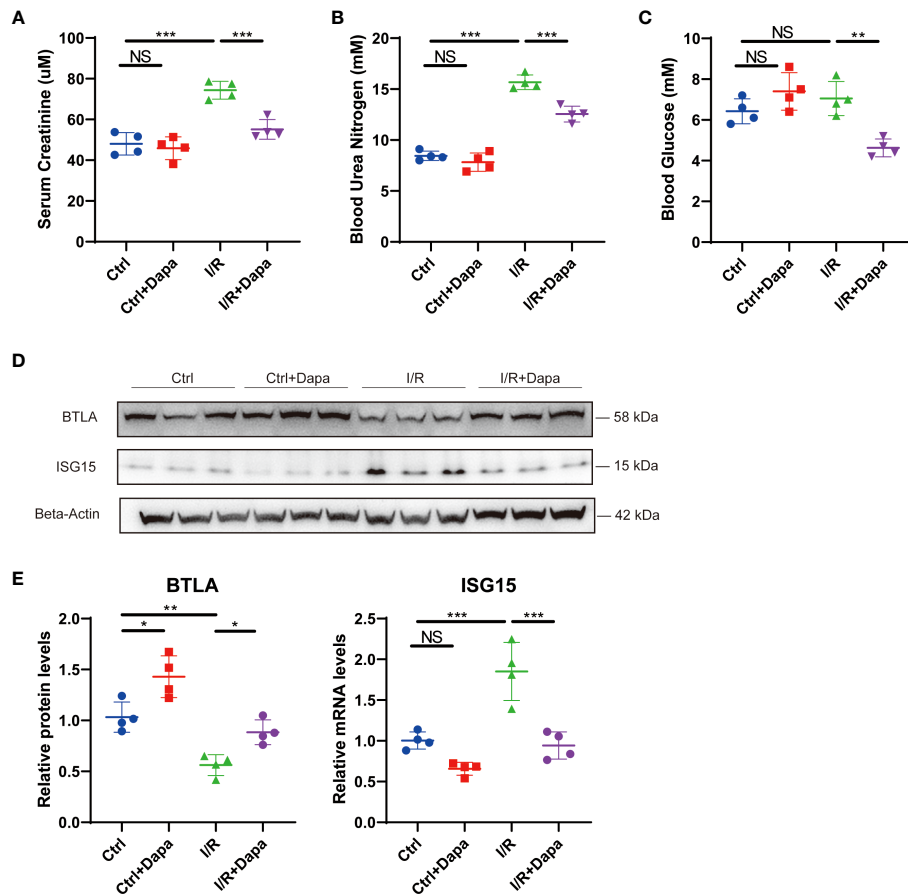 A
B
C
*** ***
NS
100
80
60
40
20
0
Serum Creatinine (uM)
Ctrl
Ctrl+Dapa
I/R
I/R+Dapa
*** ***
NS
20
15
10
5
0
Blood Urea Nitrogen (mM)
Ctrl
Ctrl+Dapa
I/R
I/R+Dapa
NS **
NS
10
8
6
4
2
0
Blood Glucose (mM)
Ctrl
Ctrl+Dapa
I/R
I/R+Dapa
D
Ctrl Ctrl+Dapa I/R I/R+Dapa
BTLA 58 kDa
ISG15 15 kDa
Beta-Actin 42 kDa
E
BTLA
**
* *
2.0
1.5
1.0
0.5
0.0
Relative protein levels
Ctrl
Ctrl+Dapa
I/R
I/R+Dapa
ISG15
*** ***
NS
2.5
2.0
1.5
1.0
0.5
0.0
Relative mRNA levels
Ctrl
Ctrl+Dapa
I/R
I/R+Dapa